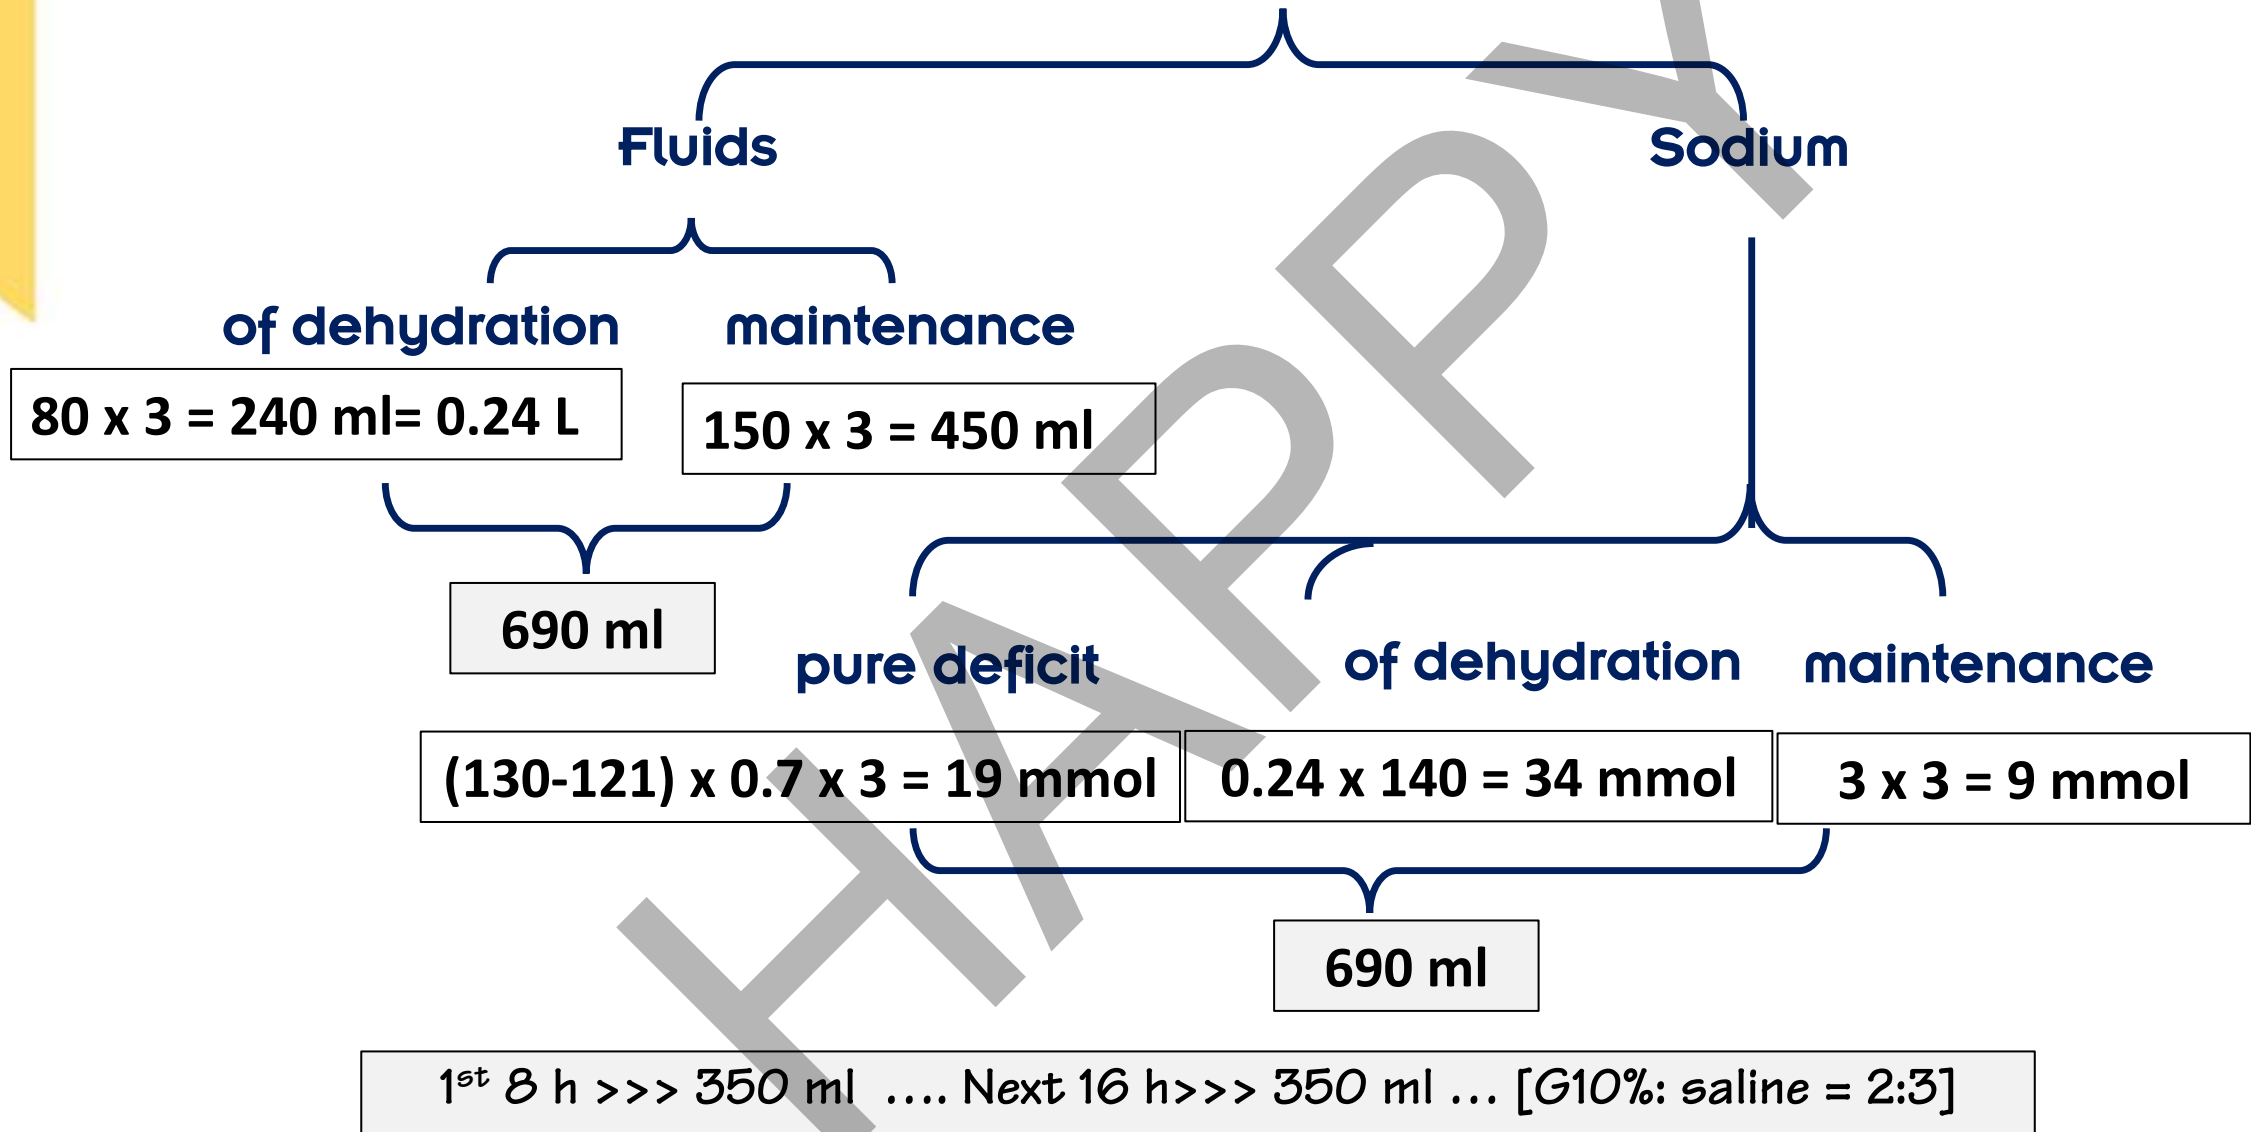 Fluids
Sodium
of dehydration
maintenance
80 x 3 = 240 ml= 0.24 L
150 x 3 = 450 ml
690 ml
pure deficit
of dehydration
maintenance
(130-121) x 0.7 x 3 = 19 mmol
0.24 x 140 = 34 mmol
3 x 3 = 9 mmol
690 ml
1st 8 h >>> 350 ml .... Next 16 h>>> 350 ml ... [G10%: saline = 2:3]
HAPPY